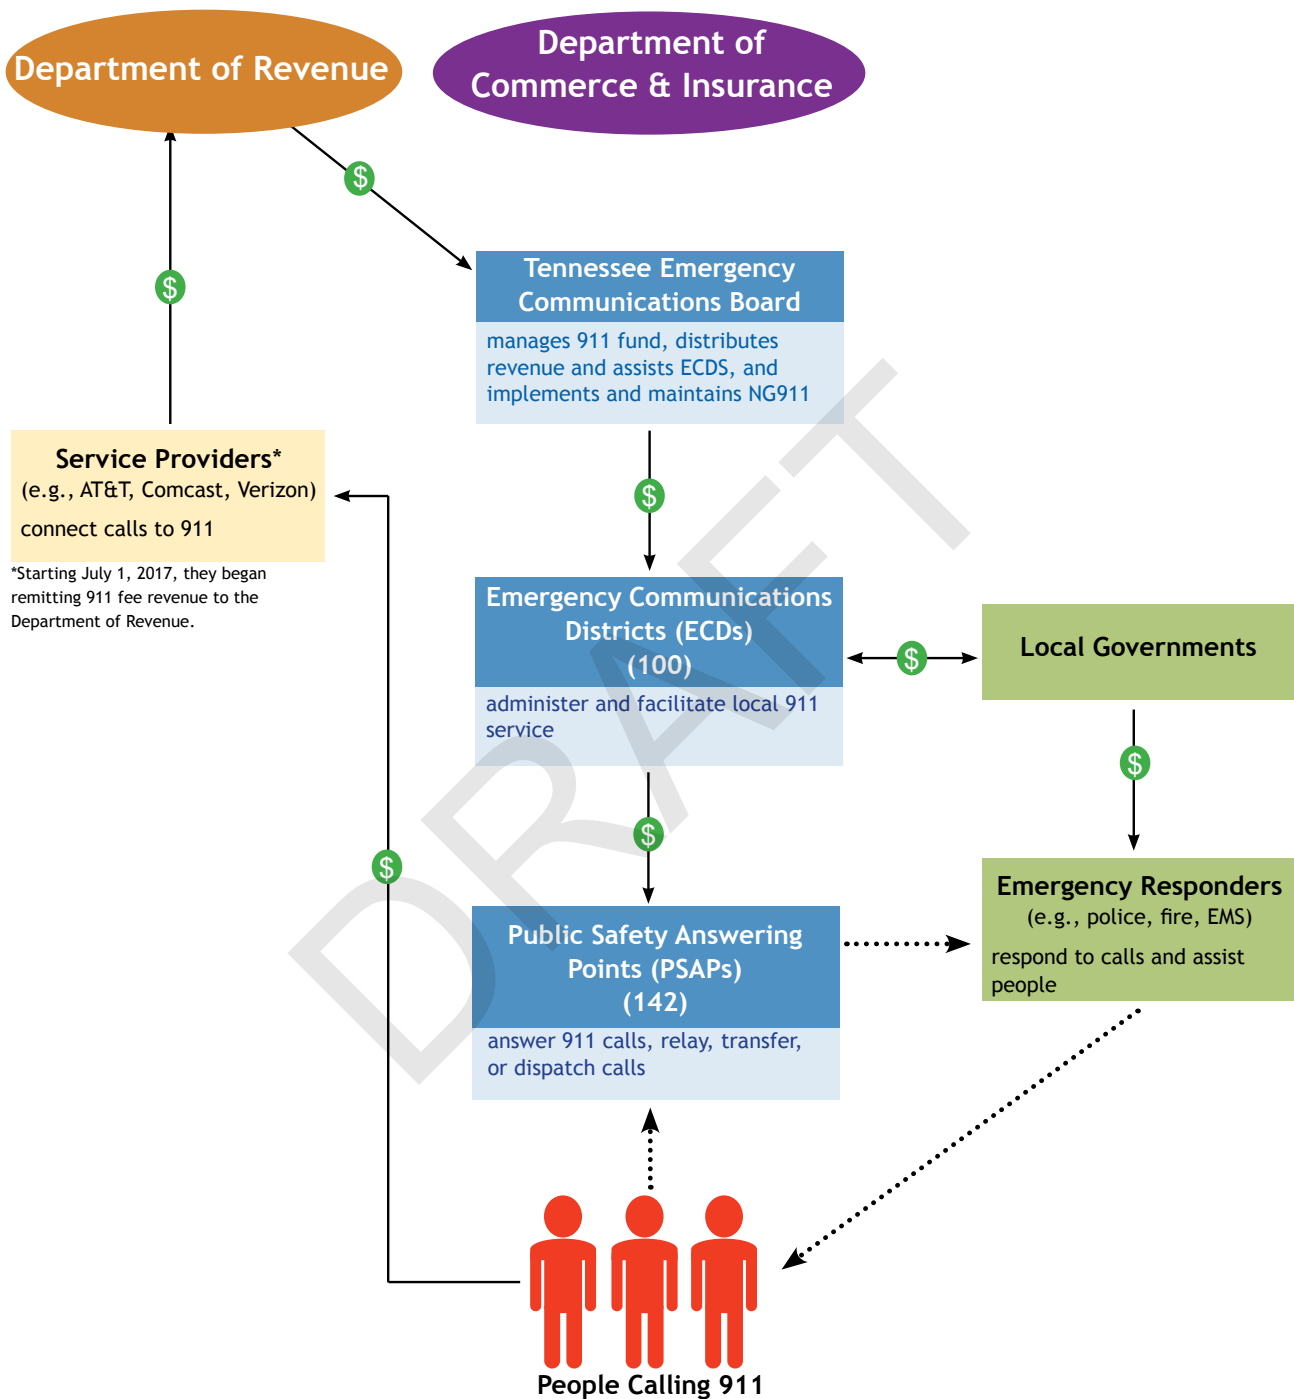 Department of Revenue
Department of
Commerce & Insurance
$
$
Tennessee Emergency
Communications Board
manages 911 fund, distributes
revenue and assists ECDS, and
implements and maintains NG911
Service Providers*
(e.g., AT&T, Comcast, Verizon)
connect calls to 911
*Starting July 1, 2017, they began
remitting 911 fee revenue to the
Department of Revenue.
$
Emergency Communications
Districts (ECDs)
(100)
administer and facilitate local 911
service
$
Local Governments
$
$
$
Public Safety Answering
Points (PSAPs)
(142)
answer 911 calls, relay, transfer,
or dispatch calls
Emergency Responders
(e.g., police, fire, EMS)
respond to calls and assist
people
People Calling 911
DRAFT